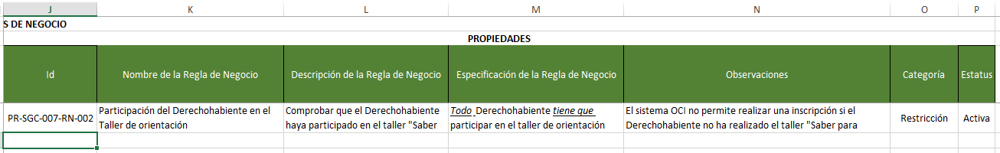 J K L M N O P
S DE NEGOCIO
PROPIEDADES
Id Nombre de la Regla de Negocio Descripción de la Regla de Negocio Especificación de la Regla de Negocio Observaciones Categoría Estatus
PR-SGC-007-RN-002
Participación del Derechohabiente en el
Taller de orientación
Comprobar que el Derechohabiente
haya participado en el taller "Saber
Todo Derechohabiente tiene que
participar en el taller de orientación
El sistema OCI no permite realizar una inscripción si el
Derechohabiente no ha realizado el taller "Saber para
Restricción
Activa